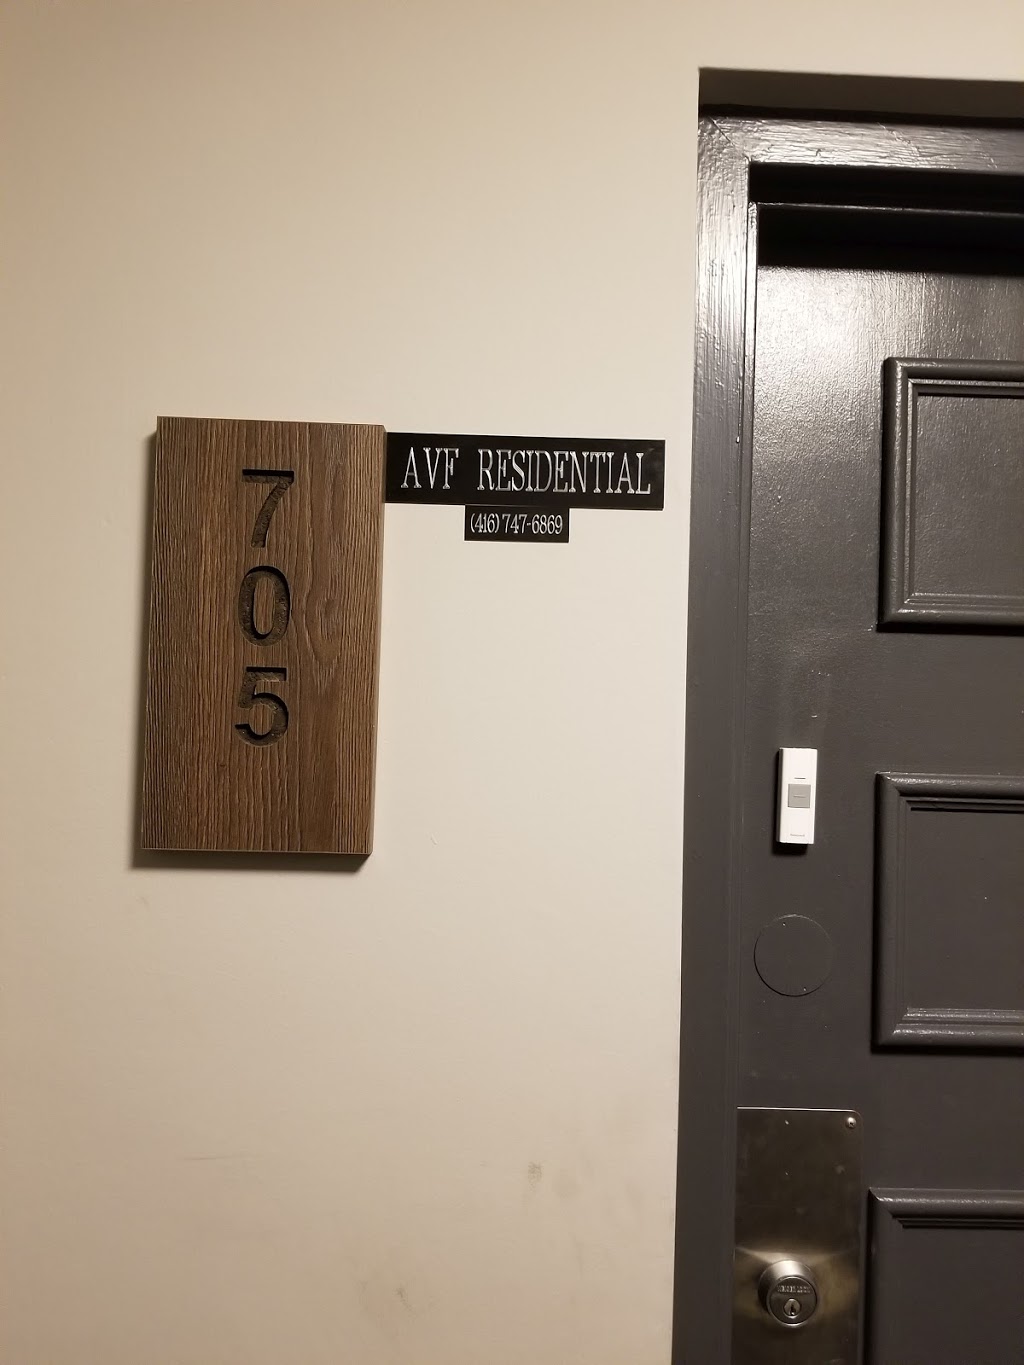 705
AVF RESIDENTIAL
(416) 747-6869